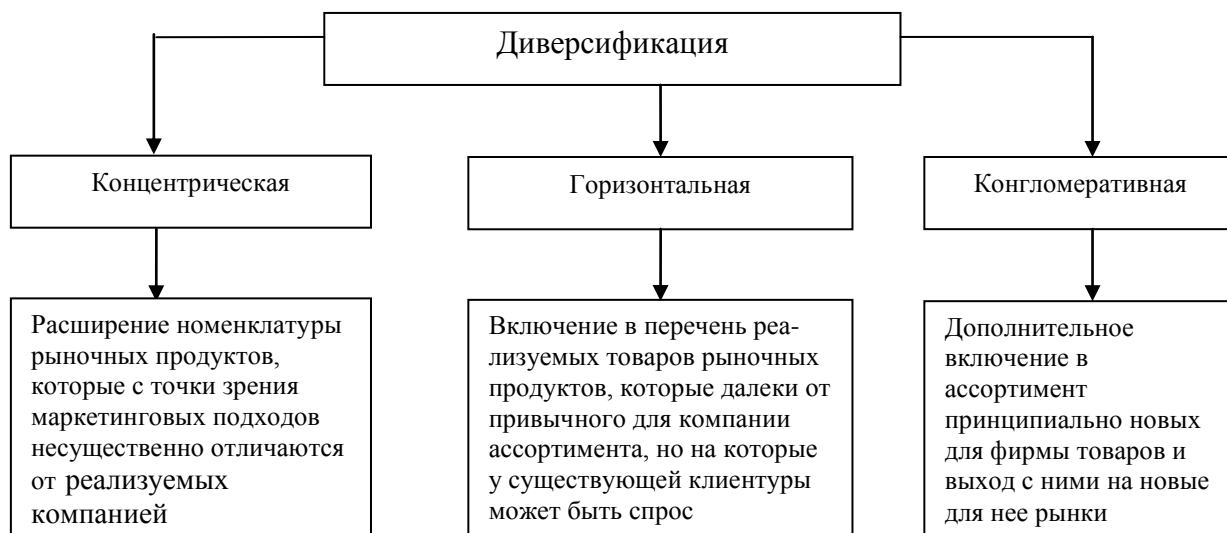 Диверсификация
Концентрическая
Горизонтальная
Конгломеративная
Расширение номенклатуры
рыночных продуктов,
которые с точки зрения
маркетинговых подходов
несущественно отличаются
от реализуемых
компанией
Включение в перечень реа-
лизуемых товаров рыночных
продуктов, которые далеки от
привычного для компании
ассортимента, но на которые
у существующей клиентуры
может быть спрос
Дополнительное
включение в
ассортимент
принципиально новых
для фирмы товаров и
выход с ними на новые
для нее рынки